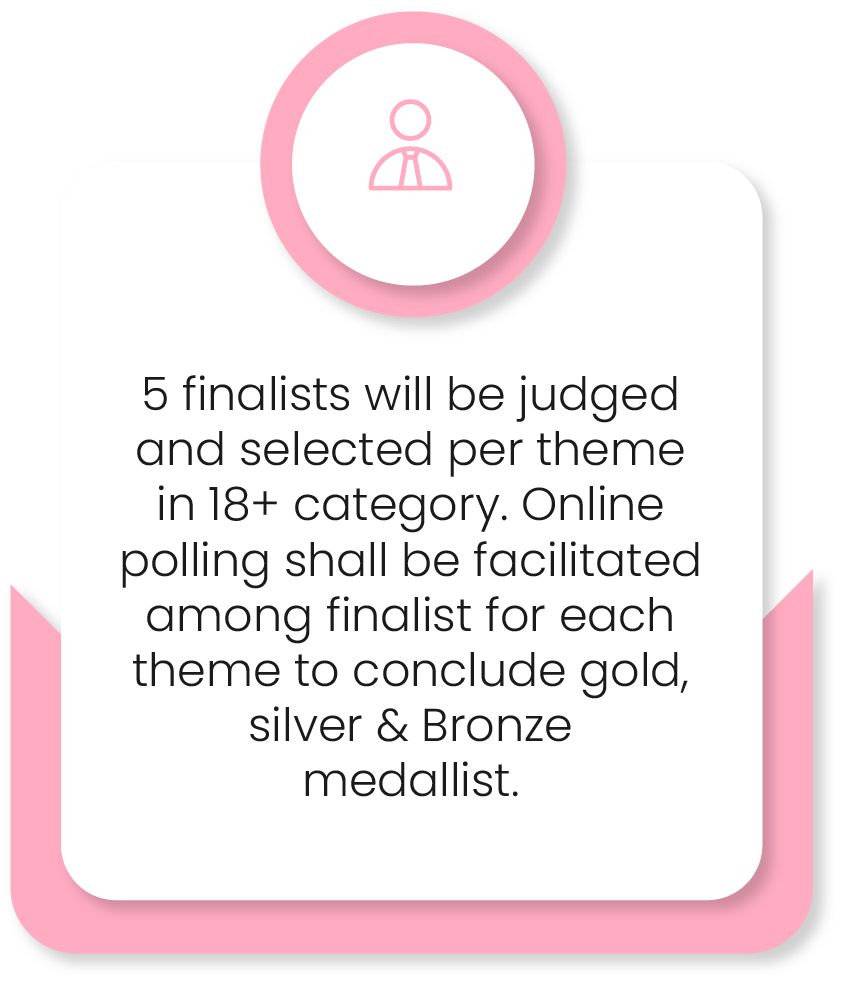 5 finalists will be judged
and selected per theme
in 18+ category. Online
polling shall be facilitated
among finalist for each
theme to conclude gold,
silver & Bronze
medallist.